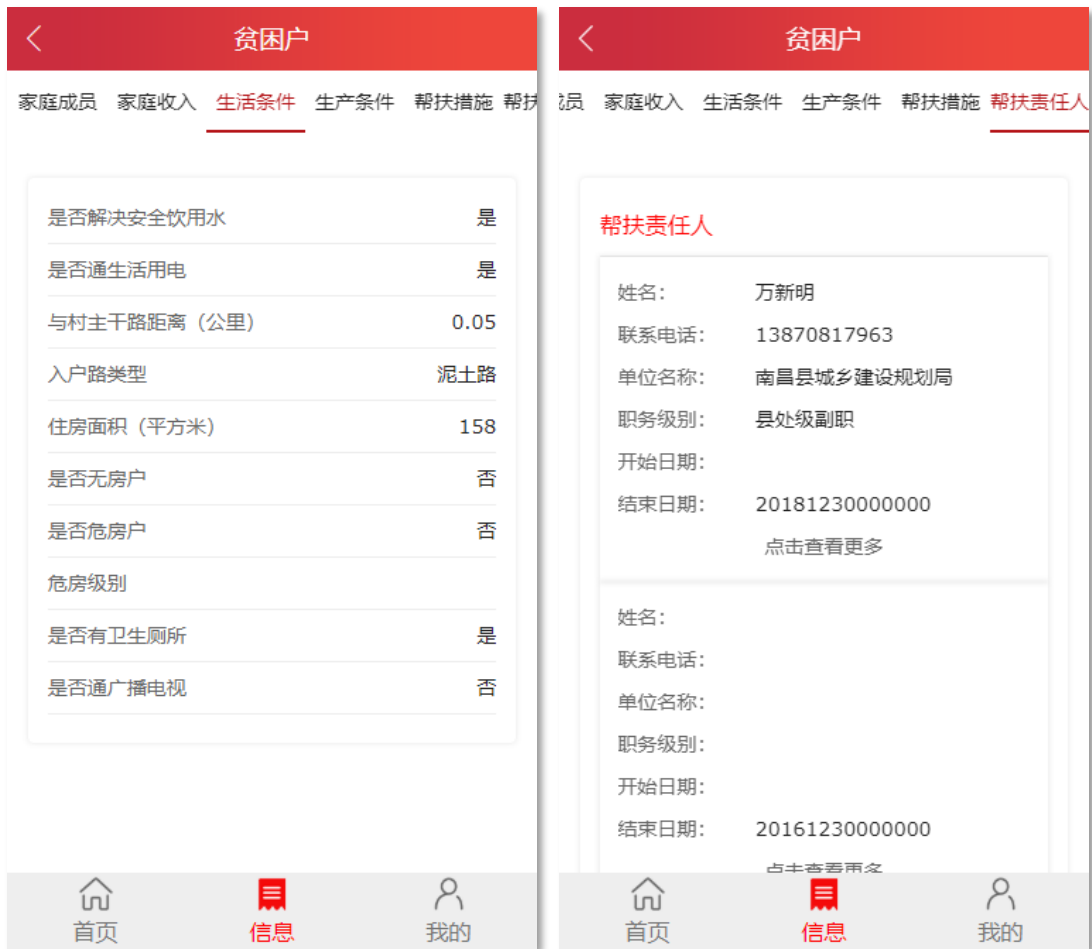 贫困户
家庭成员 家庭收入 生活条件 生产条件 帮扶措施 帮扶
是否解决安全饮用水 是
是否通生活用电 是
与村主干路距离（公里） 0.05
入户路类型 泥土路
住房面积（平方米） 158
是否无房户 否
是否危房户 否
危房级别
是否有卫生厕所 是
是否通广播电视 否
首页 信息 我的
贫困户
成员 家庭收入 生活条件 生产条件 帮扶措施 帮扶责任人
帮扶责任人
姓名： 万新明
联系电话： 13870817963
单位名称： 南昌县城乡建设规划局
职务级别： 县处级副职
开始日期：
结束日期： 20181230000000
点击查看更多
姓名：
联系电话：
单位名称：
职务级别：
开始日期：
结束日期： 20161230000000
点击查看更多
首页 信息 我的